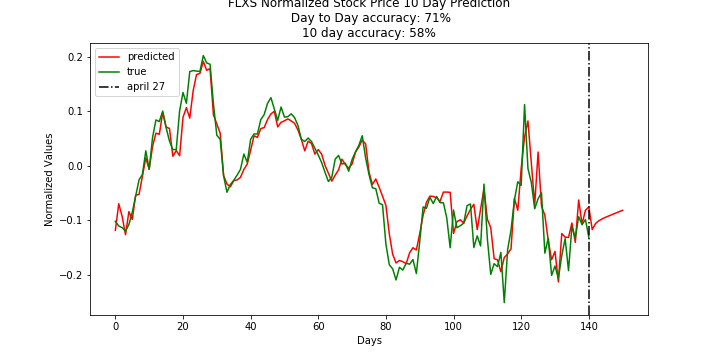 FLXS Normalized Stock Price 10 Day Prediction
Day to Day accuracy: 71%
10 day accuracy: 58%
predicted
true
april 27
Normalized Values
0.2
0.1
0.0
−0.1
−0.2
0 20 40 60 80 100 120 140
Days